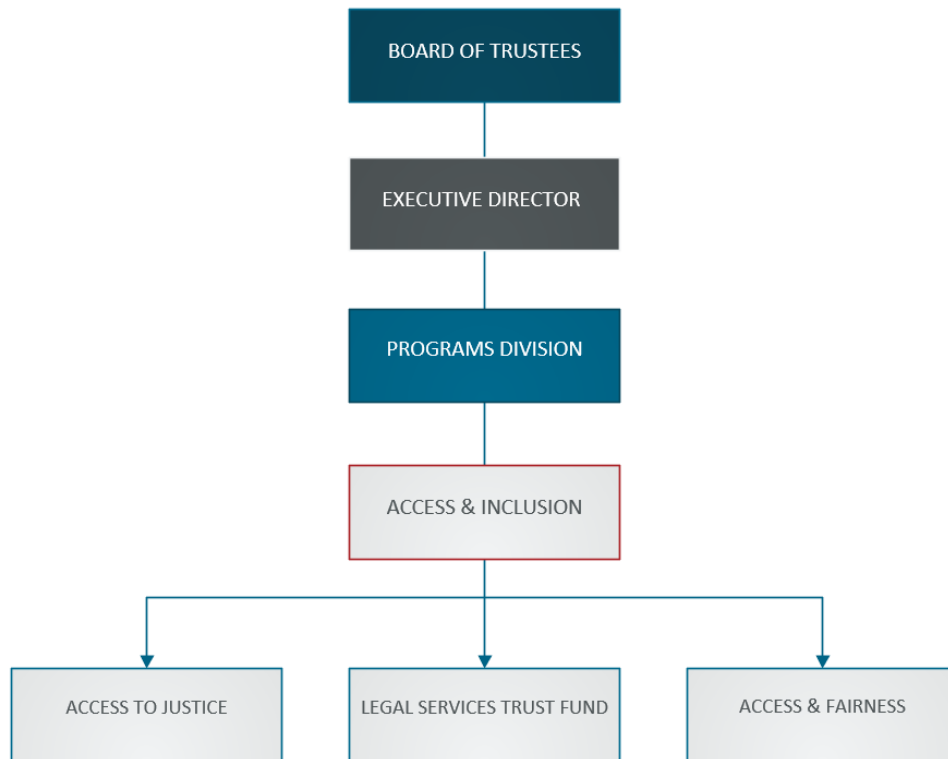 BOARD OF TRUSTEES
EXECUTIVE DIRECTOR
PROGRAMS DIVISION
ACCESS & INCLUSION
ACCESS TO JUSTICE
LEGAL SERVICES TRUST FUND
ACCESS & FAIRNESS